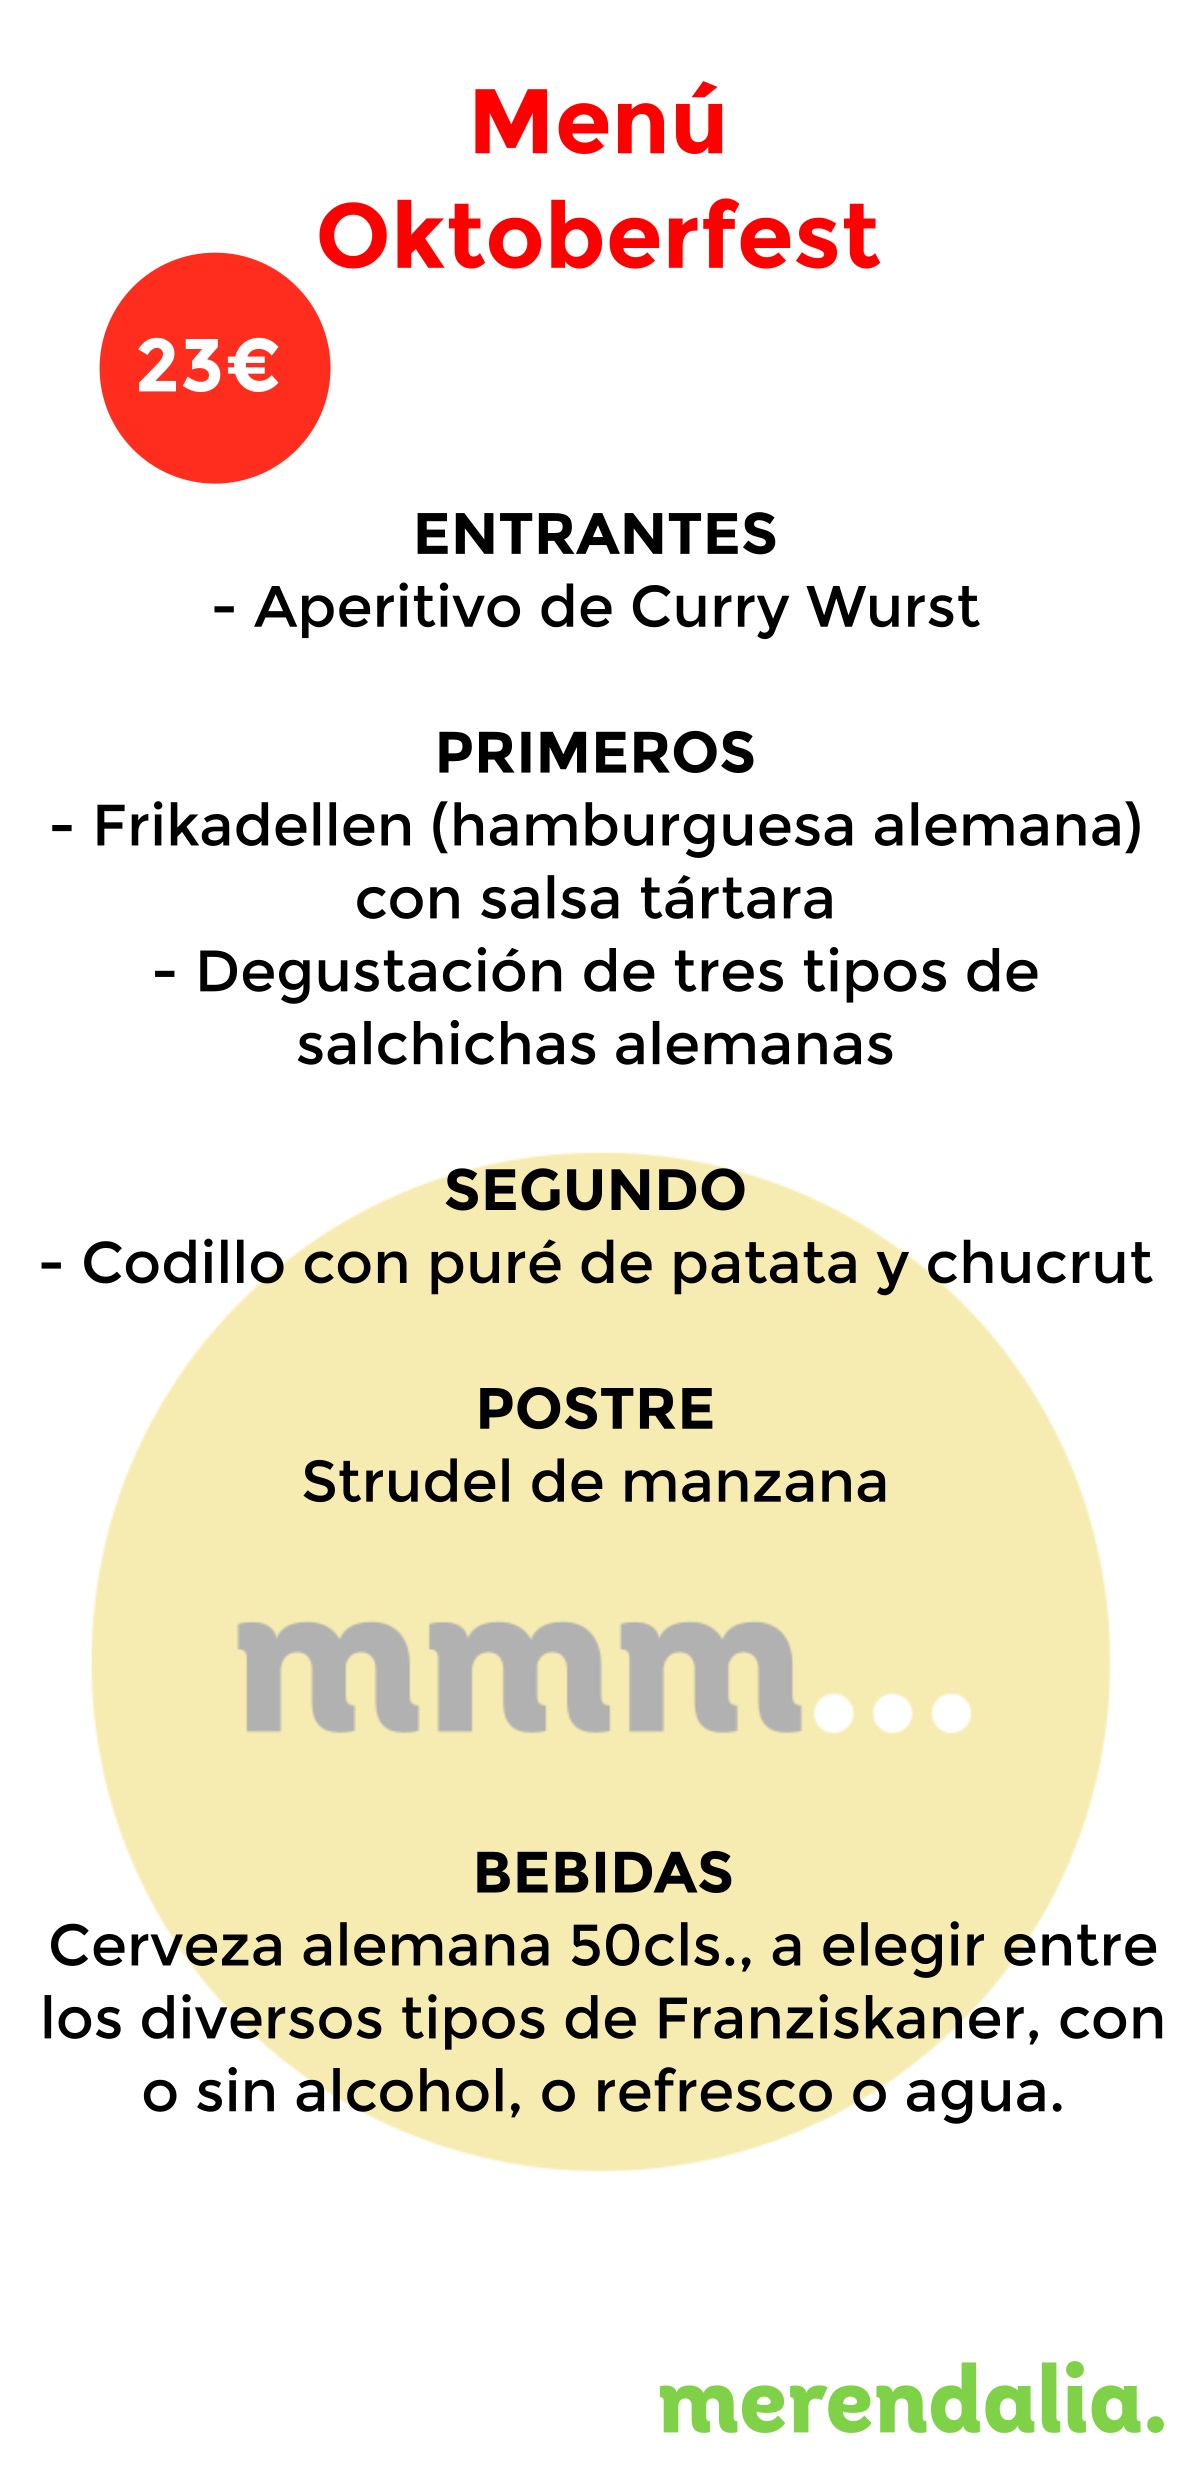 Menú
Oktoberfest
23€
ENTRANTES
- Aperitivo de Curry Wurst
PRIMEROS
- Frikadellen (hamburguesa alemana)
con salsa tártara
- Degustación de tres tipos de
salchichas alemanas
SEGUNDO
- Codillo con puré de patata y chucrut
POSTRE
Strudel de manzana
mmm...
BEBIDAS
Cerveza alemana 50cls., a elegir entre
los diversos tipos de Franziskaner, con
o sin alcohol, o refresco o agua.
merendalia.